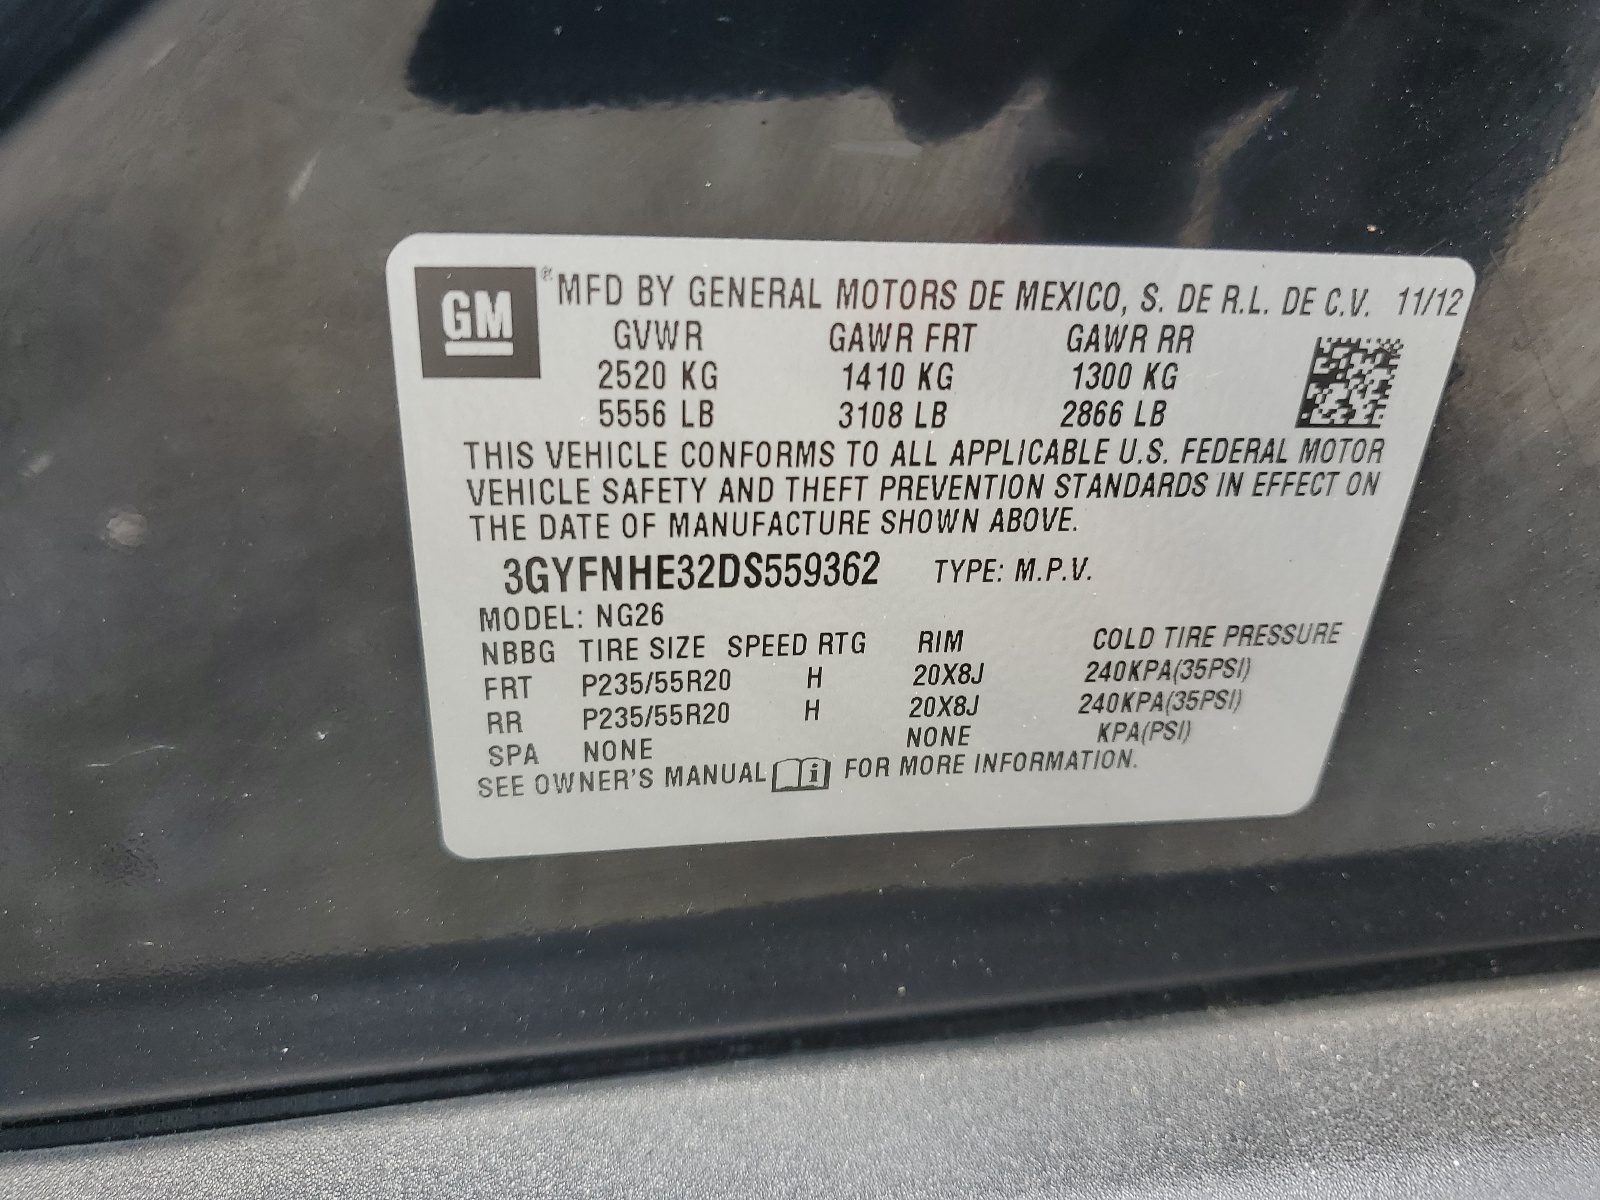 GM ® MFD BY GENERAL MOTORS DE MEXICO, S. DE R.L. DE C.V. 11/12
GVWR GAWR FRT GAWR RR
2520 KG 1410 KG 1300 KG
5556 LB 3108 LB 2866 LB
THIS VEHICLE CONFORMS TO ALL APPLICABLE U.S. FEDERAL MOTOR
VEHICLE SAFETY AND THEFT PREVENTION STANDARDS IN EFFECT ON
THE DATE OF MANUFACTURE SHOWN ABOVE.
3GYFNHE32DS559362 TYPE: M.P.V.
MODEL: NG26
NBBG TIRE SIZE SPEED RTG RIM COLD TIRE PRESSURE
FRT P235/55R20 H 20X8J 240KPA(35PSI)
RR P235/55R20 H 20X8J 240KPA(35PSI)
SPA NONE NONE KPA(PSI)
SEE OWNER'S MANUAL i FOR MORE INFORMATION.